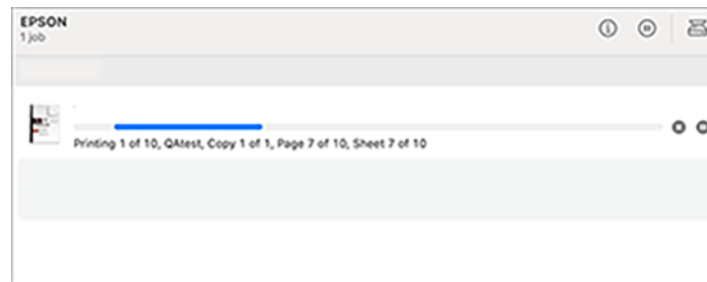 EPSON
1 job
Printing 1 of 10, QAtest, Copy 1 of 1, Page 7 of 10, Sheet 7 of 10